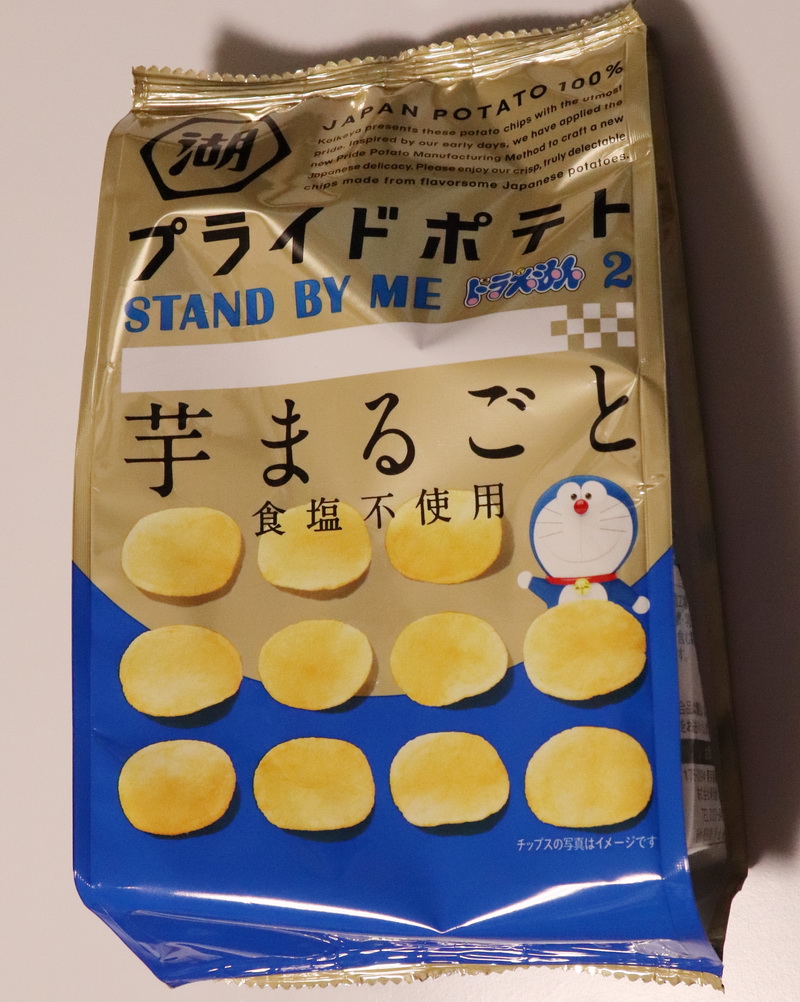 湖
JAPAN POTATO 100%
Koikeya presents these potato chips with the utmost
pride. Inspired by our early days, we have applied the
new Pride Potato Manufacturing Method to craft a new
Japanese delicacy. Please enjoy our crisp, truly delectable
chips made from flavorsome Japanese potatoes.
プライドポテト
STAND BY ME ドラえもん 2
芋まるごと
食塩不使用
チップスの写真はイメージです